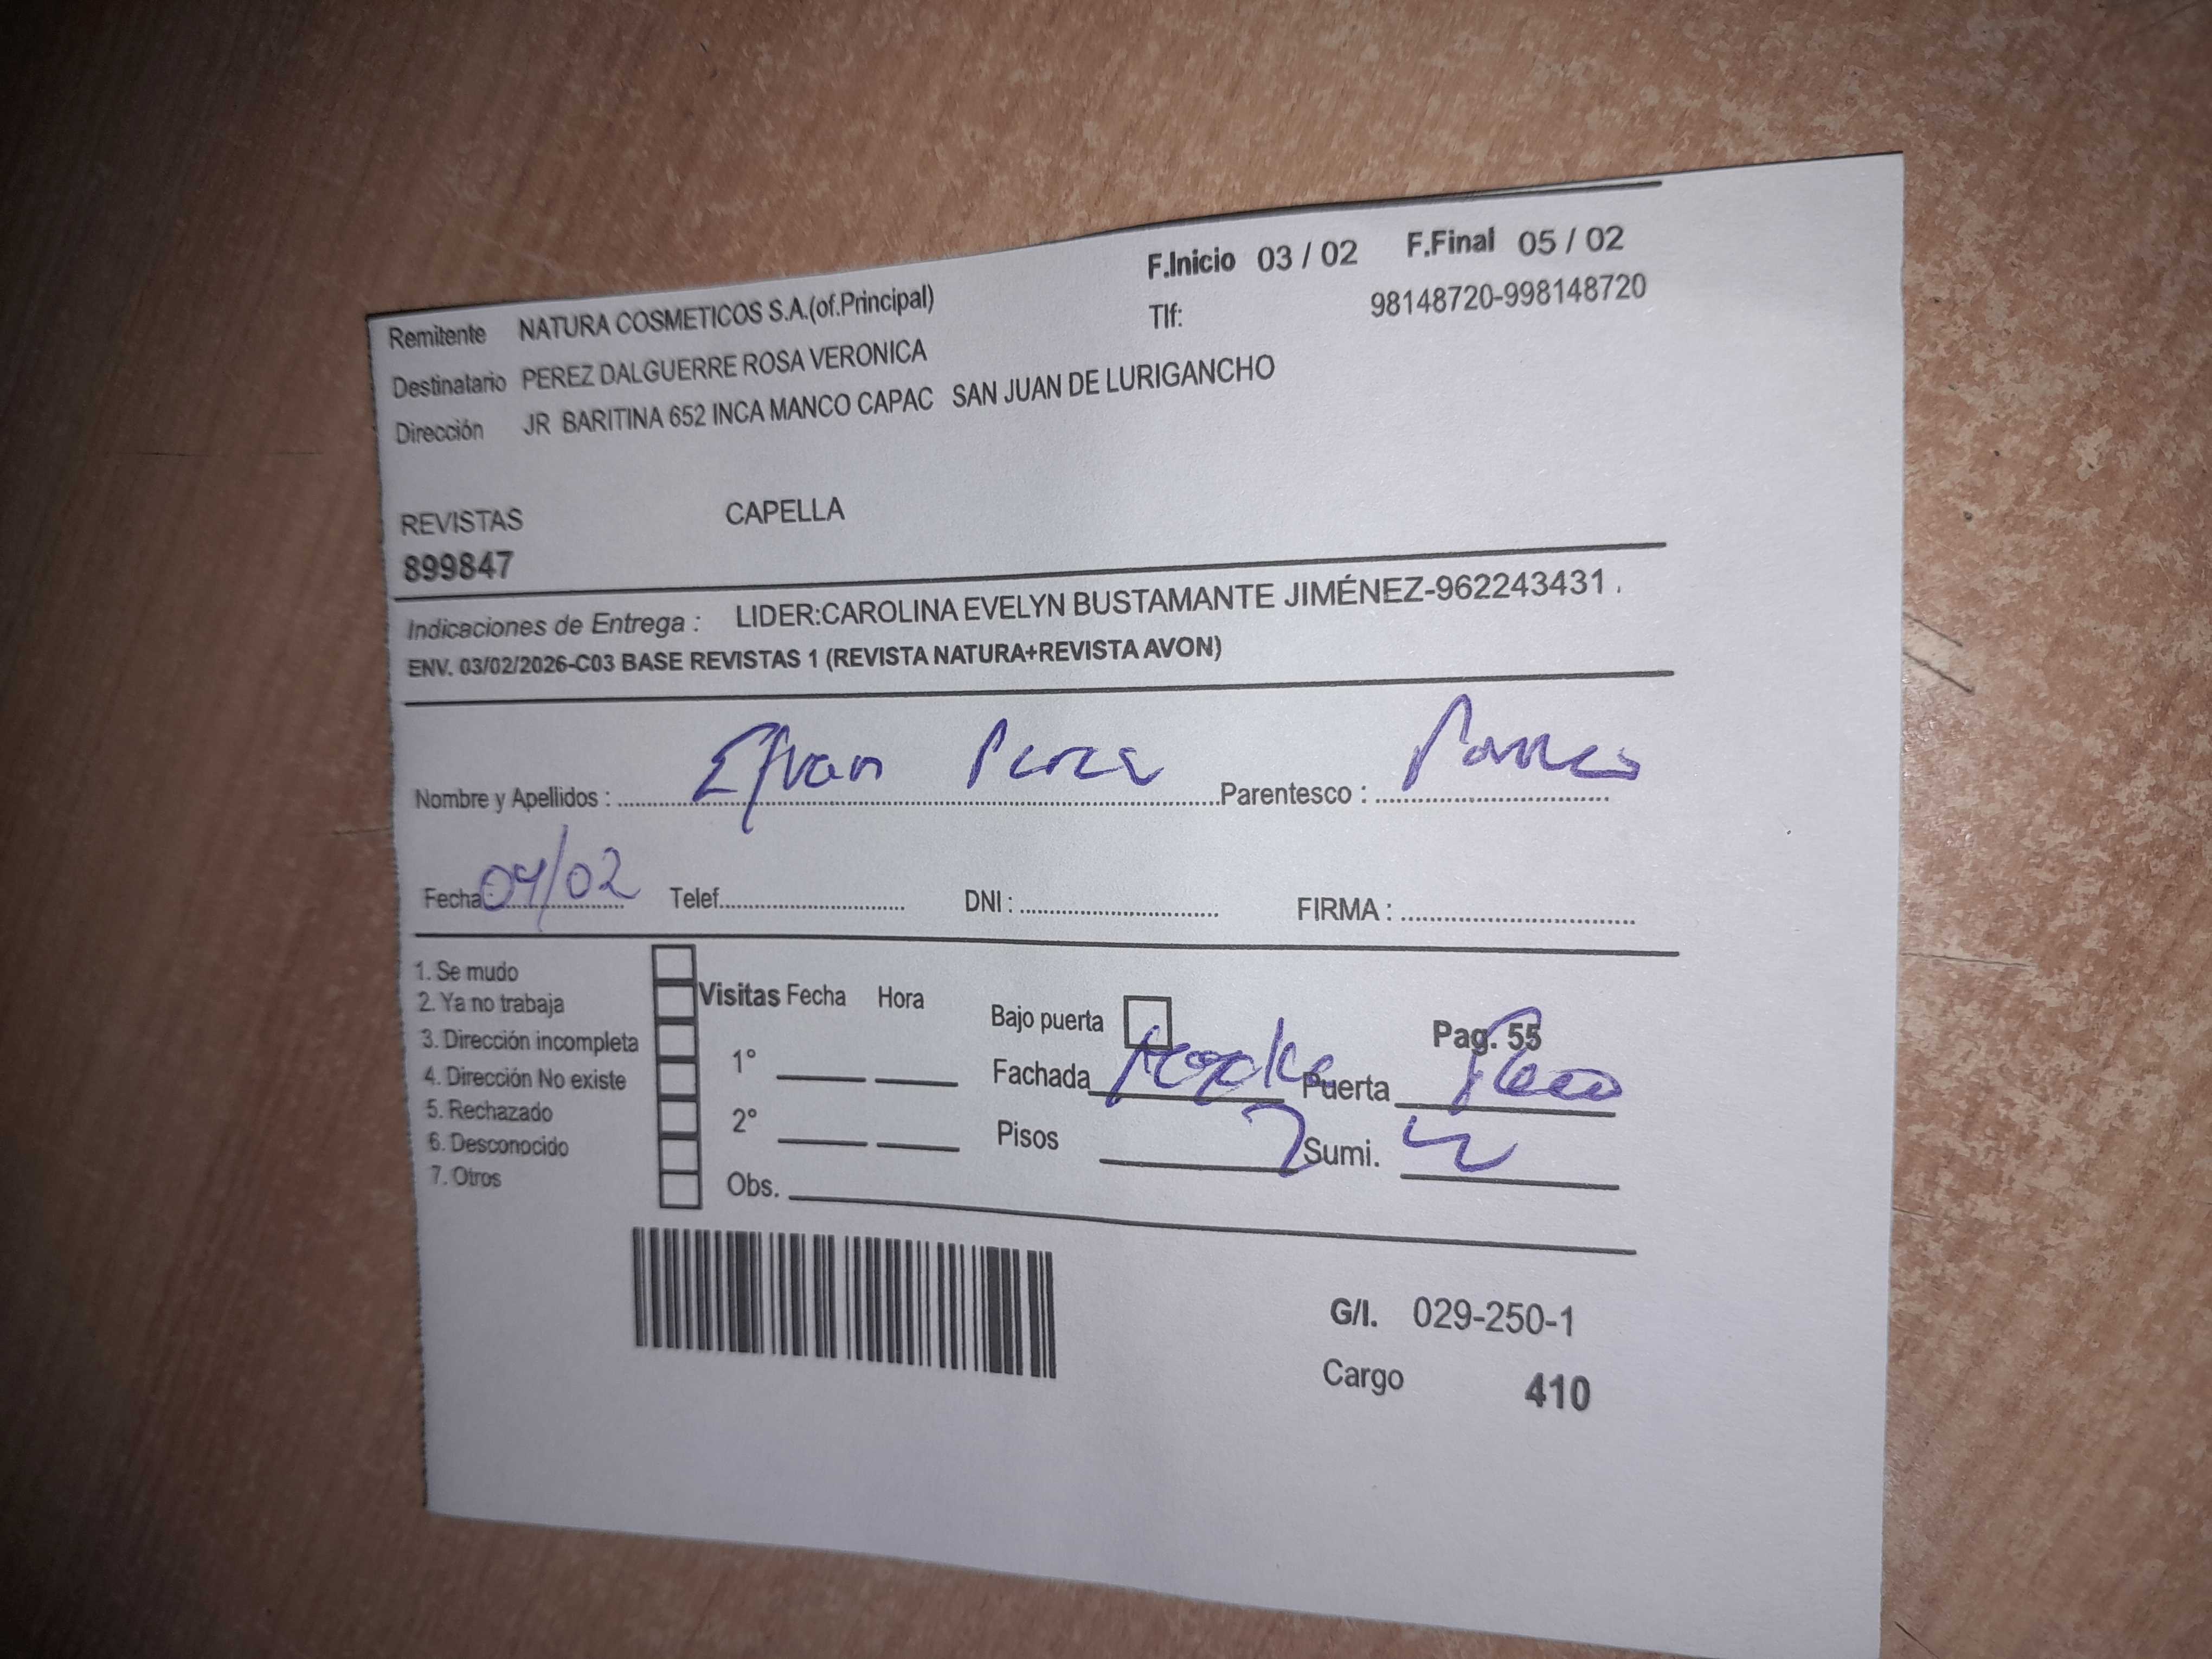 F.Inicio 03 / 02 F.Final 05 / 02
Remitente NATURA COSMETICOS S.A.(of.Principal) Tlf: 98148720-998148720
Destinatario PEREZ DALGUERRE ROSA VERONICA
Dirección JR BARITINA 652 INCA MANCO CAPAC SAN JUAN DE LURIGANCHO
REVISTAS CAPELLA
899847
Indicaciones de Entrega : LIDER:CAROLINA EVELYN BUSTAMANTE JIMÉNEZ-962243431 .
ENV. 03/02/2026-C03 BASE REVISTAS 1 (REVISTA NATURA+REVISTA AVON)
Nombre y Apellidos : Perez Parentesco :
Fecha: 04/02 Telef. DNI : FIRMA :
1. Se mudo
2. Ya no trabaja
3. Dirección incompleta
4. Dirección No existe
5. Rechazado
6. Desconocido
7. Otros
Visitas Fecha Hora
1°
2°
Obs.
Bajo puerta Pag. 55
Fachada Puerta
Pisos 2 Sumi.
G/I. 029-250-1
Cargo 410